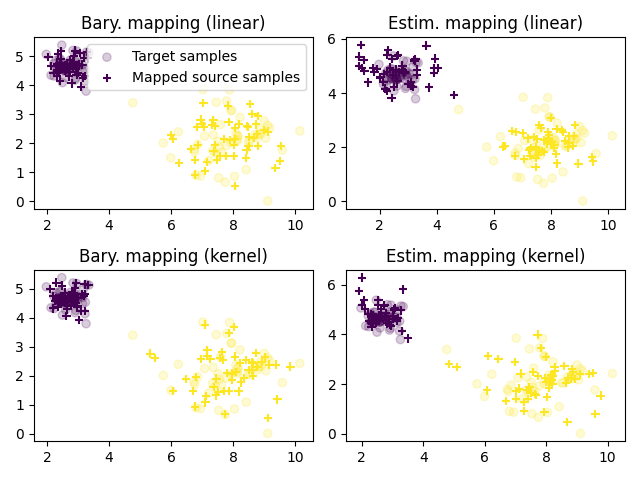 Bary. mapping (linear)
Estim. mapping (linear)
Target samples
Mapped source samples
5
4
3
2
1
0
2 4 6 8 10
6
4
2
0
2 4 6 8 10
Bary. mapping (kernel)
Estim. mapping (kernel)
5
4
3
2
1
0
2 4 6 8 10
6
4
2
0
2 4 6 8 10